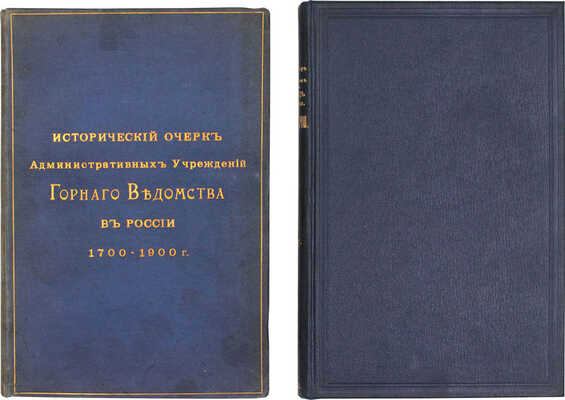 ИСТОРИЧЕСКІЙ ОЧЕРКЪ
Административныхъ Учрежденій
Горнаго Вѣдомства
ВЪ РОССІИ
1700-1900 г.